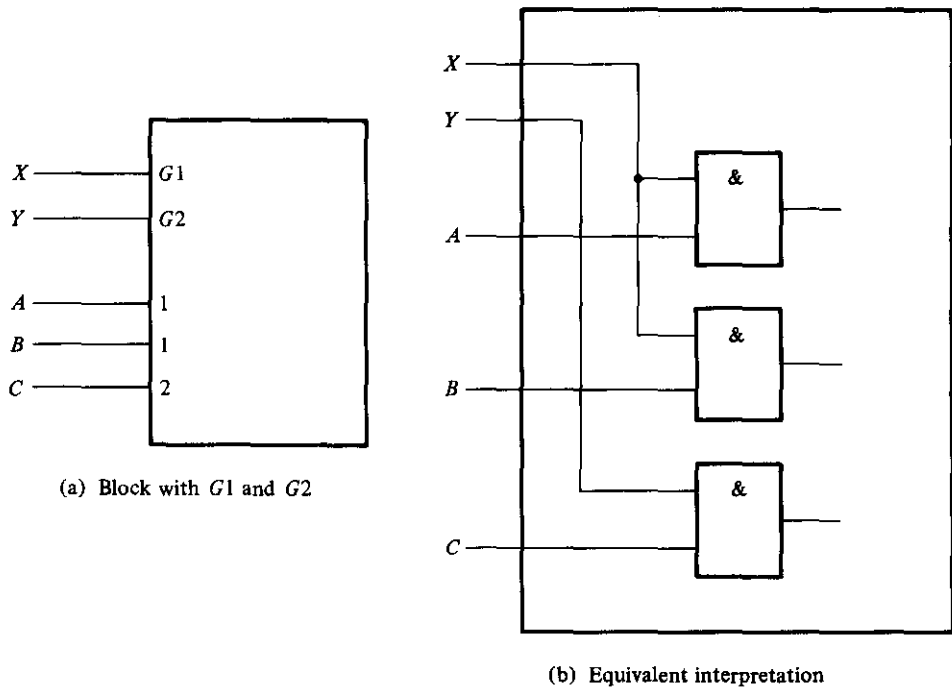 X
G1
Y
G2
A
1
B
1
C
2
(a) Block with G1 and G2
X
Y
&
A
&
B
&
C
(b) Equivalent interpretation